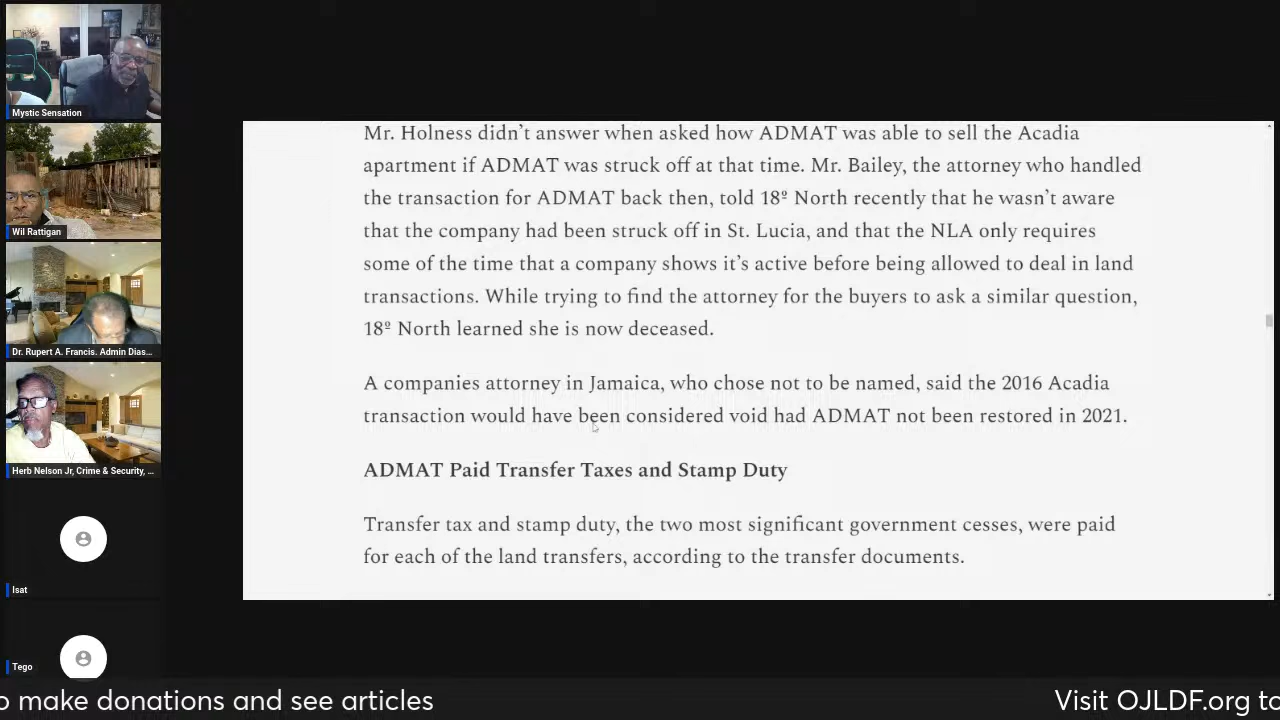 Mystic Sensation
Wil Rattigan
Dr. Rupert A. Francis. Admin Dias...
Herb Nelson Jr, Crime & Security, ...
Isat
Tego
Mr. Holness didn’t answer when asked how ADMAT was able to sell the Acadia
apartment if ADMAT was struck off at that time. Mr. Bailey, the attorney who handled
the transaction for ADMAT back then, told 18º North recently that he wasn’t aware
that the company had been struck off in St. Lucia, and that the NLA only requires
some of the time that a company shows it’s active before being allowed to deal in land
transactions. While trying to find the attorney for the buyers to ask a similar question,
18º North learned she is now deceased.
A companies attorney in Jamaica, who chose not to be named, said the 2016 Acadia
transaction would have been considered void had ADMAT not been restored in 2021.
ADMAT Paid Transfer Taxes and Stamp Duty
Transfer tax and stamp duty, the two most significant government cesses, were paid
for each of the land transfers, according to the transfer documents.
o make donations and see articles
Visit OJLDF.org to